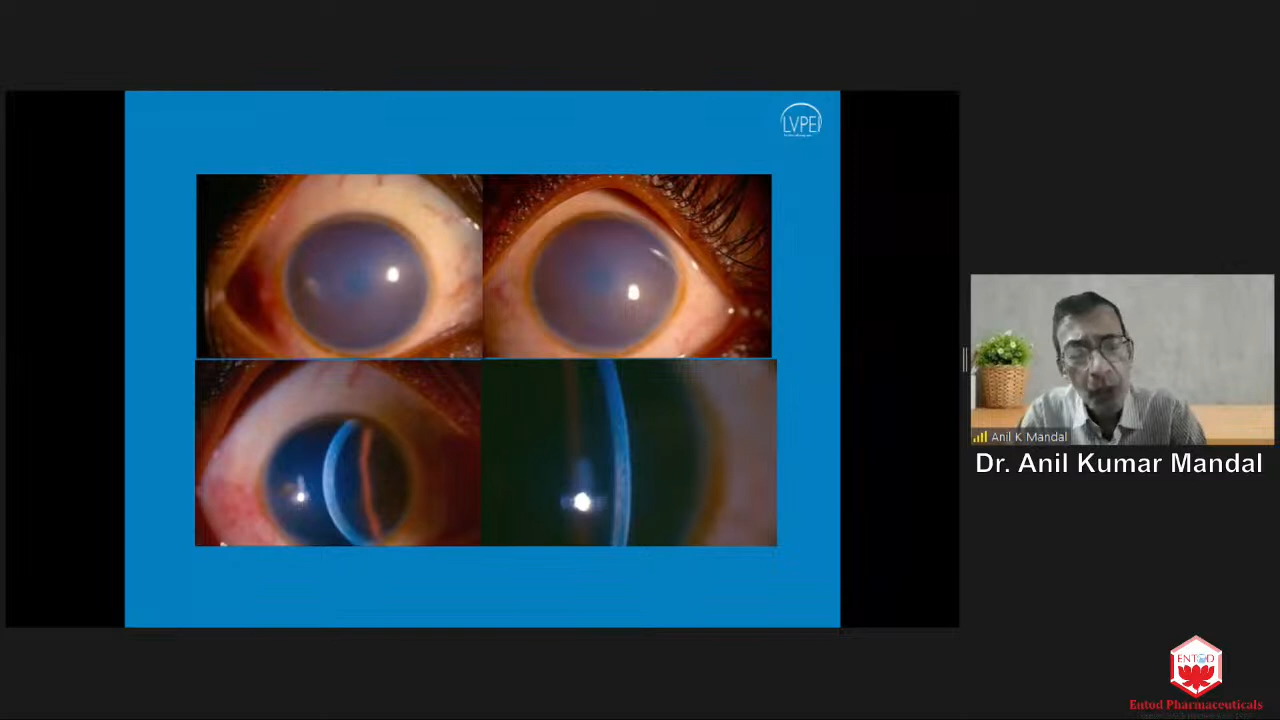 LVPEI
Anil K Mandal
Dr. Anil Kumar Mandal
ENTOD
Entod Pharmaceuticals